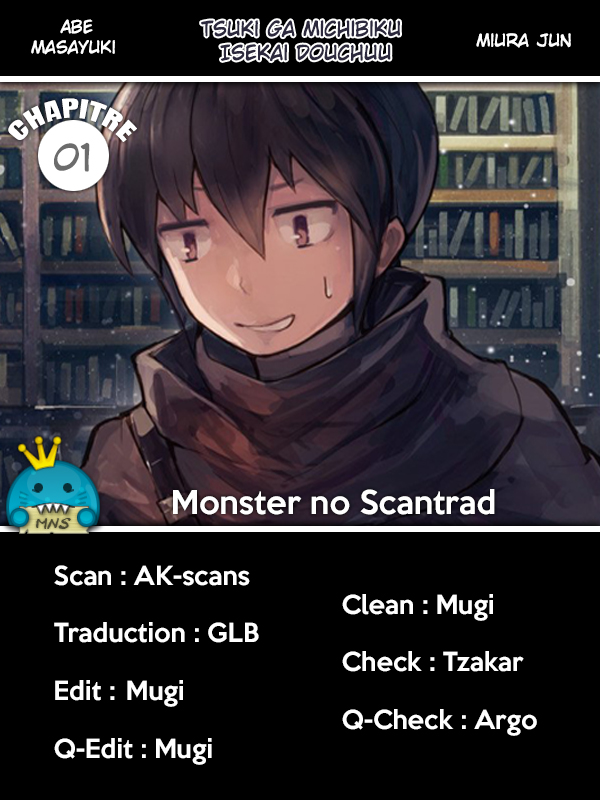 ABE
MASAYUKI
TSUKI GA MICHIBIKU
ISEKAI DOUCHUU
MIURA JUN
CHAPITRE
01
MNS
Monster no Scantrad
Scan : AK-scans
Traduction : GLB
Edit : Mugi
Q-Edit : Mugi
Clean : Mugi
Check : Tzakar
Q-Check : Argo